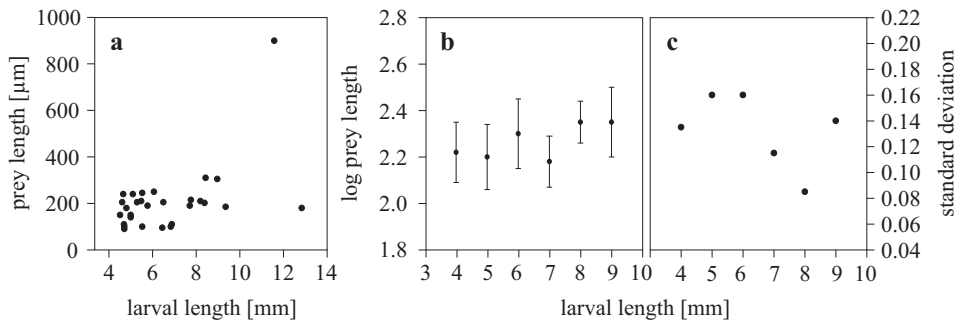 a
prey length [µm]
1000
800
600
400
200
0
4 6 8 10 12 14
larval length [mm]
b
log prey length
2.8
2.6
2.4
2.2
2.0
1.8
3 4 5 6 7 8 9 10
c
4 5 6 7 8 9 10
larval length [mm]
0.22
0.20
0.18
0.16
0.14
0.12
0.10
0.08
0.06
0.04
standard deviation